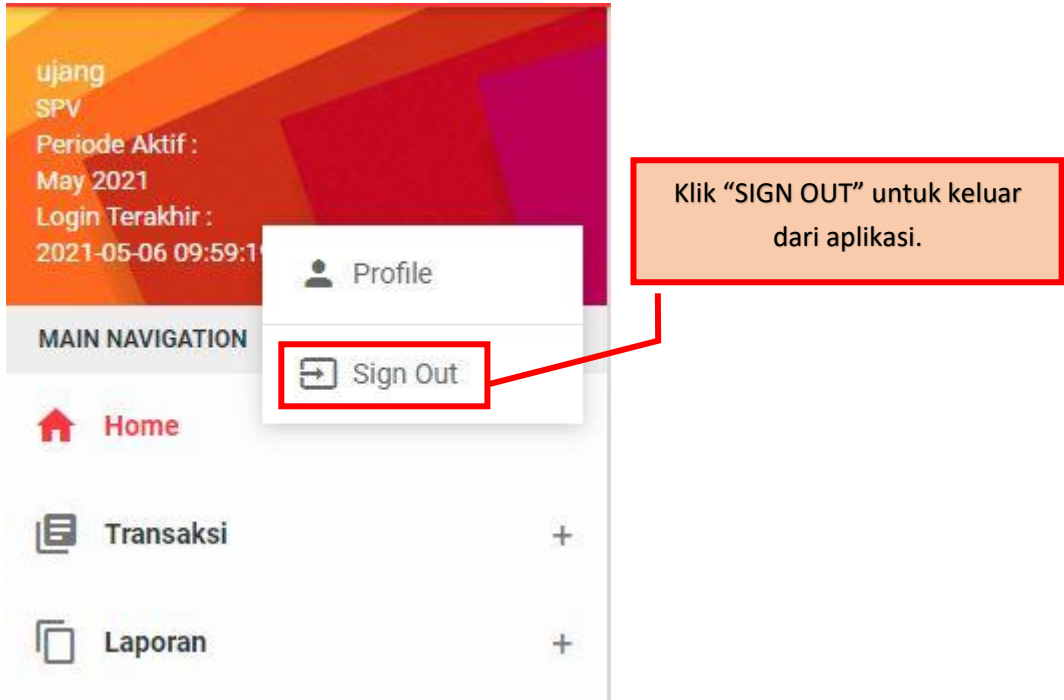 ujang
SPV
Periode Aktif :
May 2021
Login Terakhir :
2021-05-06 09:59:19
Profile
MAIN NAVIGATION
Sign Out
Home
Transaksi
+
Laporan
+
Klik “SIGN OUT” untuk keluar
dari aplikasi.